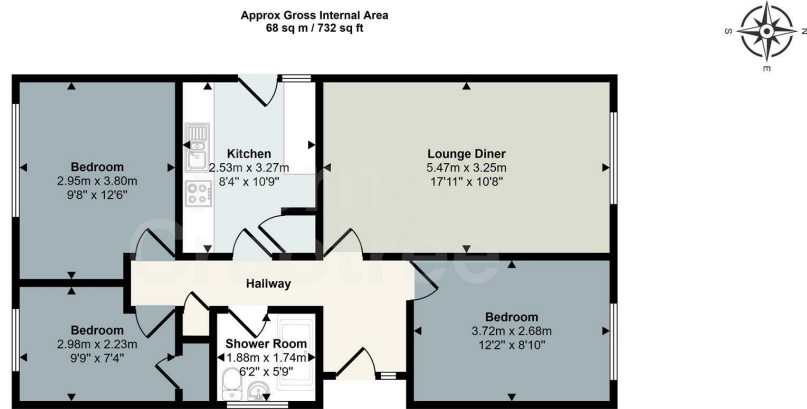 Approx Gross Internal Area
68 sq m / 732 sq ft
S
N
E
Bedroom
2.95m x 3.80m
9'8" x 12'6"
Kitchen
2.53m x 3.27m
8'4" x 10'9"
Lounge Diner
5.47m x 3.25m
17'11" x 10'8"
Crabtree
Hallway
Bedroom
2.98m x 2.23m
9'9" x 7'4"
Shower Room
1.88m x 1.74m
6'2" x 5'9"
Bedroom
3.72m x 2.68m
12'2" x 8'10"